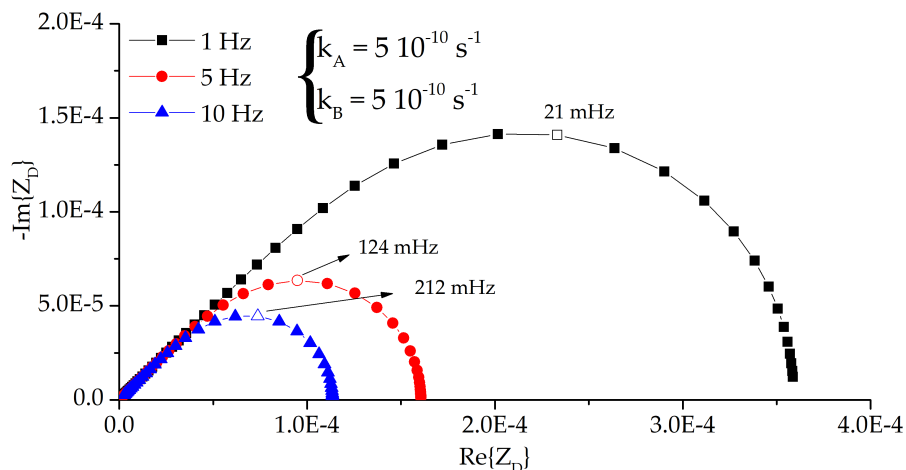 2.0E-4
1 Hz
5 Hz
10 Hz
k_A = 5 10^-10 s^-1
k_B = 5 10^-10 s^-1
1.5E-4
21 mHz
-Im{Z_D}
1.0E-4
124 mHz
5.0E-5
212 mHz
0.0
0.0
1.0E-4
2.0E-4
3.0E-4
4.0E-4
Re{Z_D}